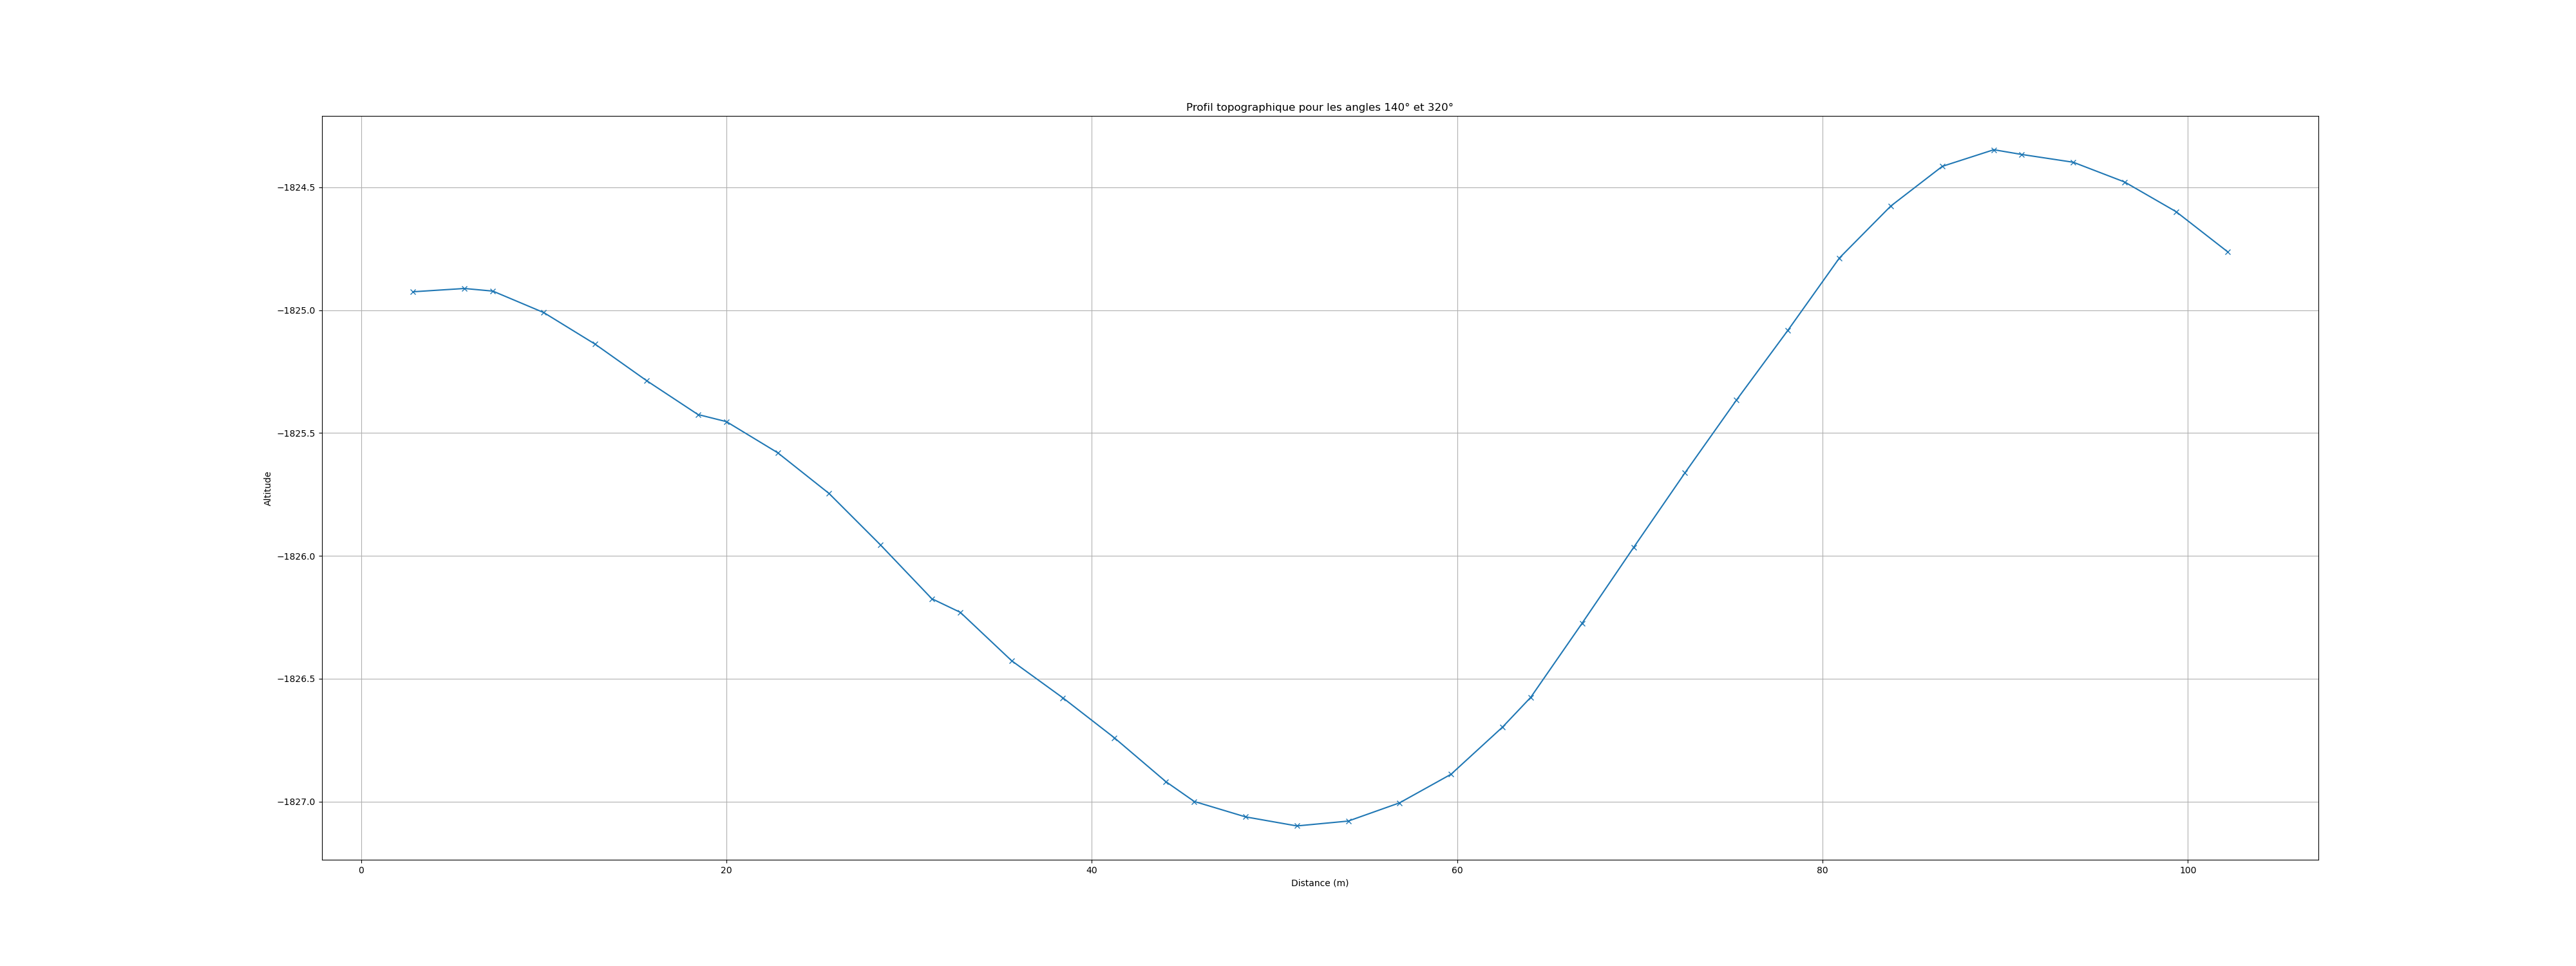 Profil topographique pour les angles 140° et 320°
−1824.5
−1825.0
−1825.5
−1826.0
−1826.5
−1827.0
Altitude
0 20 40 60 80 100
Distance (m)